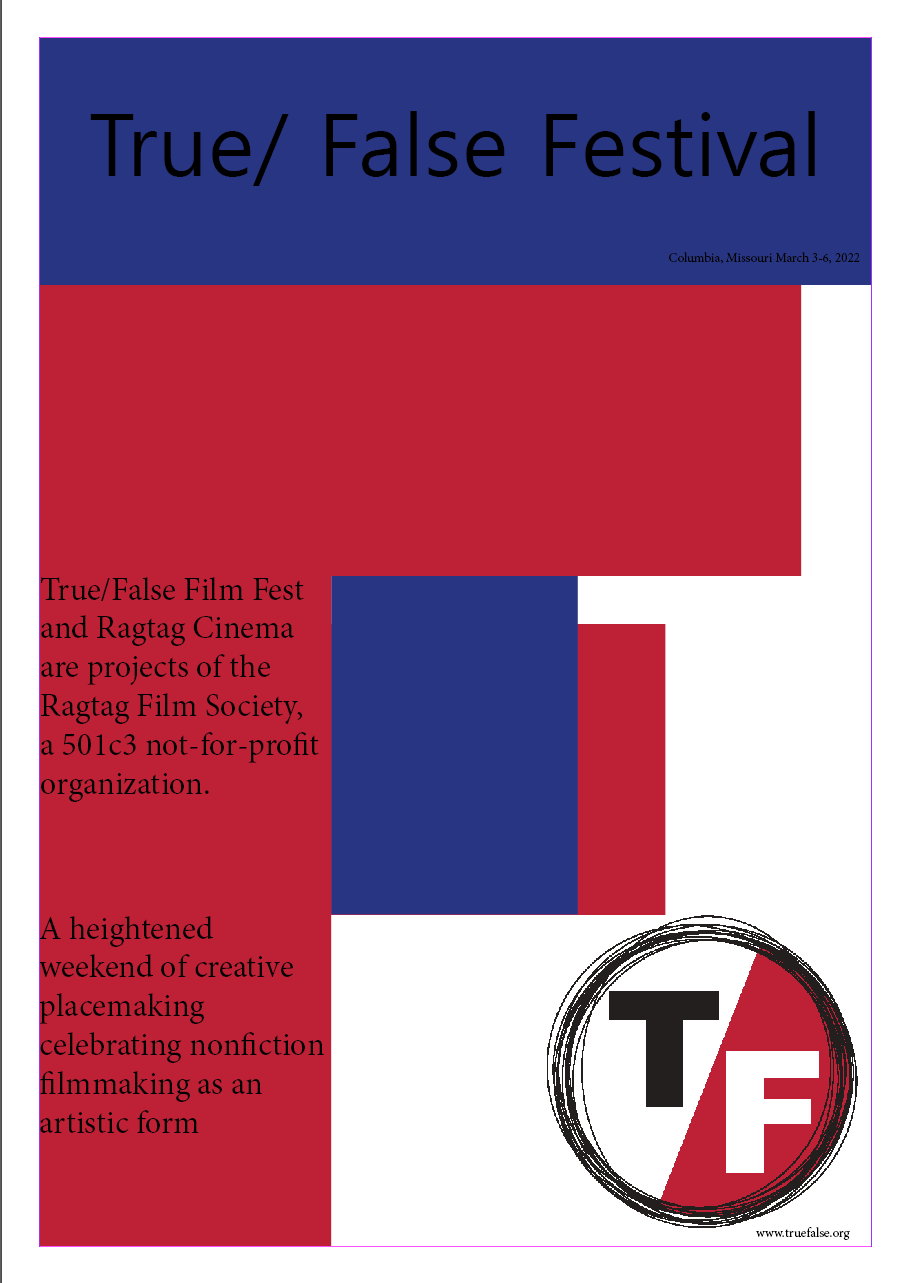 True/ False Festival
Columbia, Missouri March 3-6, 2022
True/False Film Fest
and Ragtag Cinema
are projects of the
Ragtag Film Society,
a 501c3 not-for-profit
organization.
A heightened
weekend of creative
placemaking
celebrating nonfiction
filmmaking as an
artistic form
T
F
www.truefalse.org